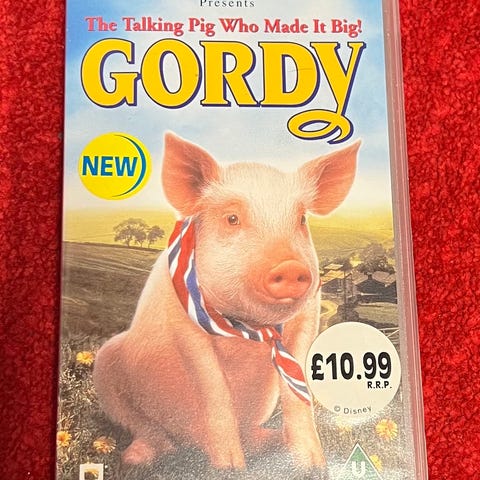 Presents
The Talking Pig Who Made It Big!
GORDY
NEW
£10.99
R.R.P.
© Disney
U